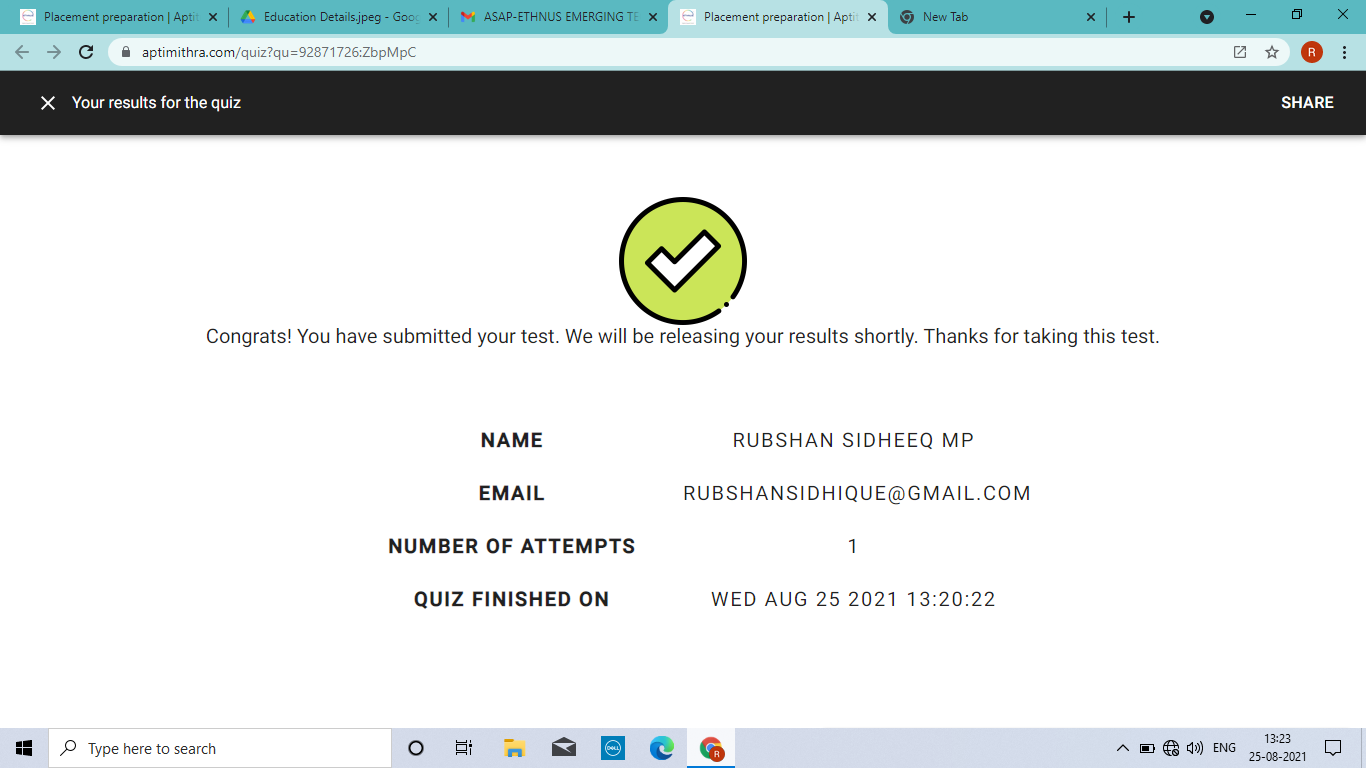 Placement preparation | Aptit
Education Details.jpeg - Goog
ASAP-ETHNUS EMERGING TE
Placement preparation | Aptit
New Tab
aptimithra.com/quiz?qu=92871726:ZbpMpC
R
Your results for the quiz
SHARE
Congrats! You have submitted your test. We will be releasing your results shortly. Thanks for taking this test.
NAME RUBSHAN SIDHEEQ MP
EMAIL RUBSHANSIDHIQUE@GMAIL.COM
NUMBER OF ATTEMPTS 1
QUIZ FINISHED ON WED AUG 25 2021 13:20:22
Type here to search
DELL
R
ENG
13:23
25-08-2021